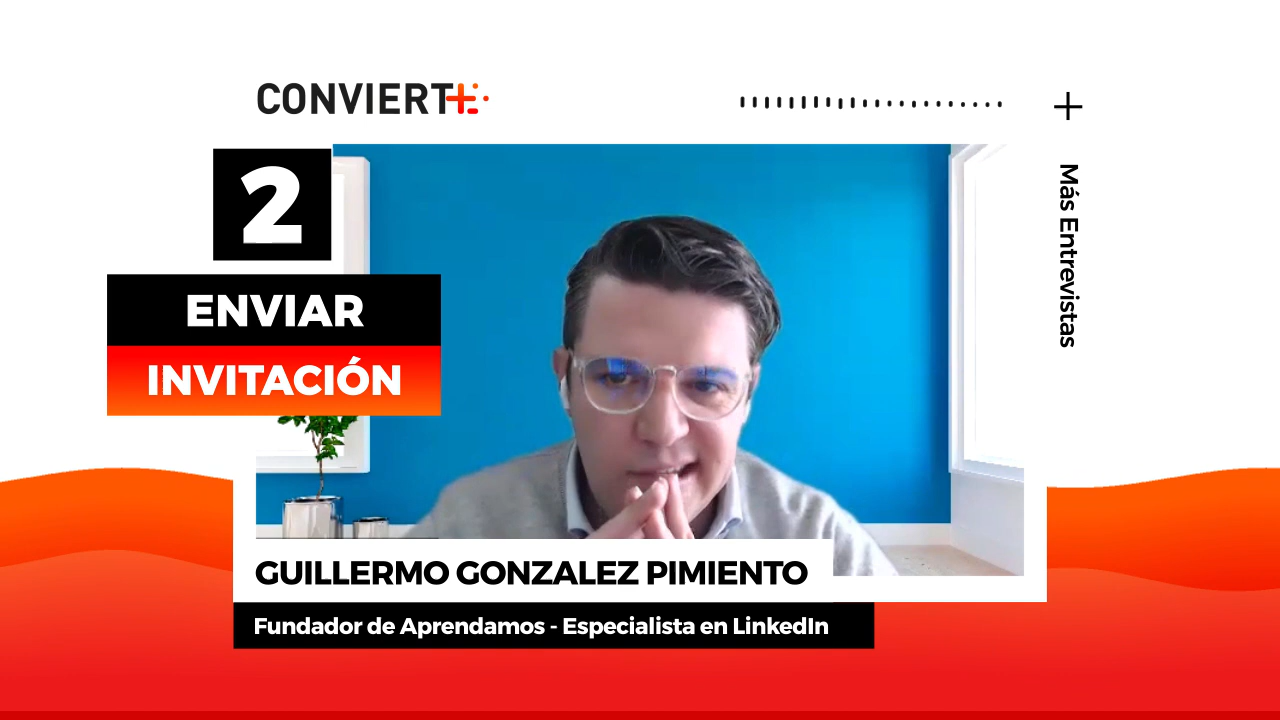 CONVIERT+
Más Entrevistas
2
ENVIAR
INVITACIÓN
GUILLERMO GONZALEZ PIMIENTO
Fundador de Aprendamos - Especialista en LinkedIn